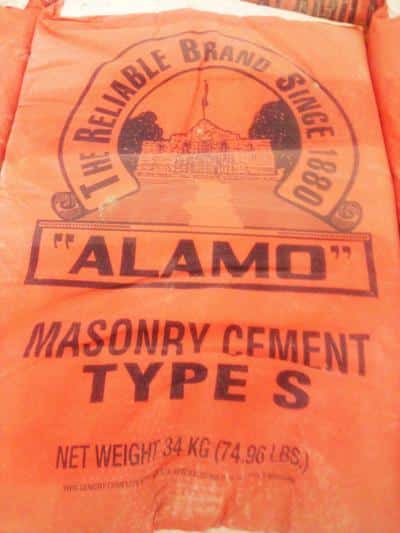 THE RELIABLE BRAND SINCE 1880
"ALAMO"
MASONRY CEMENT
TYPE S
NET WEIGHT 34 KG (74.96 LBS.)